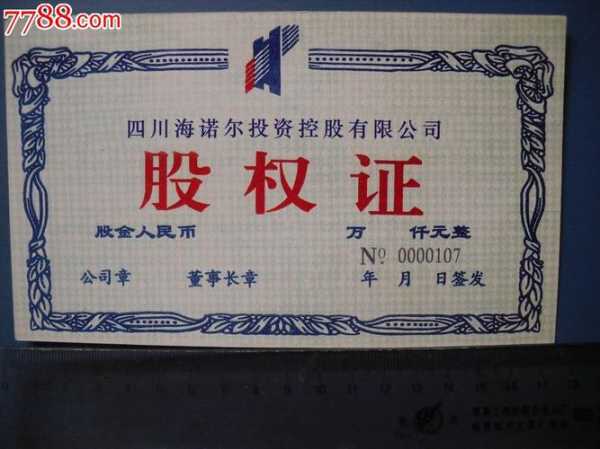 7788.com
四川海诺尔投资控股有限公司
股权证
股金人民币 万 仟元整
Nº 0000107
公司章 董事长章 年 月 日签发